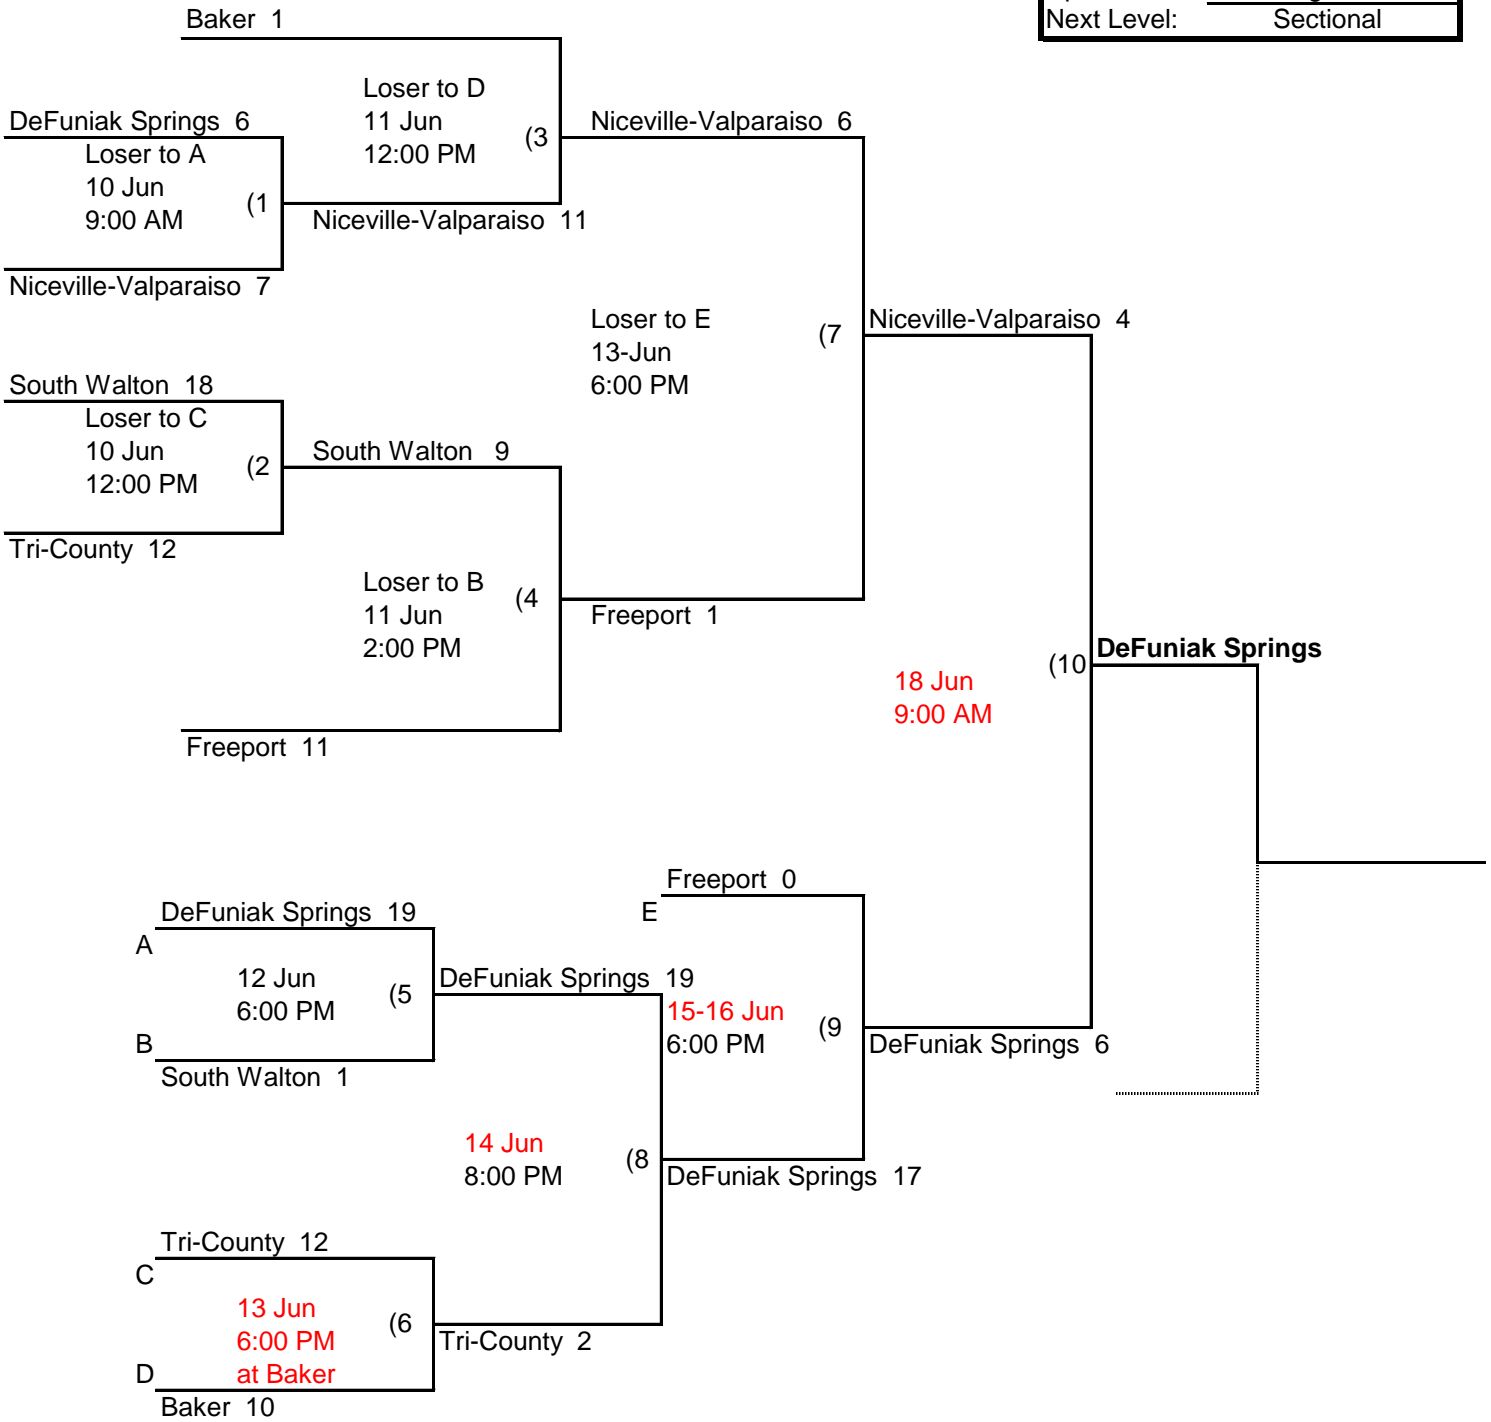 Baker 1
Next Level: Sectional
Loser to D
11 Jun
12:00 PM
(3
DeFuniak Springs 6
Niceville-Valparaiso 6
Loser to A
10 Jun
9:00 AM
(1
Niceville-Valparaiso 11
Niceville-Valparaiso 7
Loser to E
13-Jun
6:00 PM
(7
Niceville-Valparaiso 4
South Walton 18
Loser to C
10 Jun
12:00 PM
(2
South Walton 9
Tri-County 12
Loser to B
11 Jun
2:00 PM
(4
Freeport 1
Freeport 11
18 Jun
9:00 AM
(10
DeFuniak Springs
Freeport 0
E
DeFuniak Springs 19
A
12 Jun
6:00 PM
(5
DeFuniak Springs 19
15-16 Jun
6:00 PM
(9
DeFuniak Springs 6
B
South Walton 1
14 Jun
8:00 PM
(8
DeFuniak Springs 17
Tri-County 12
C
13 Jun
6:00 PM
at Baker
(6
Tri-County 2
D
Baker 10